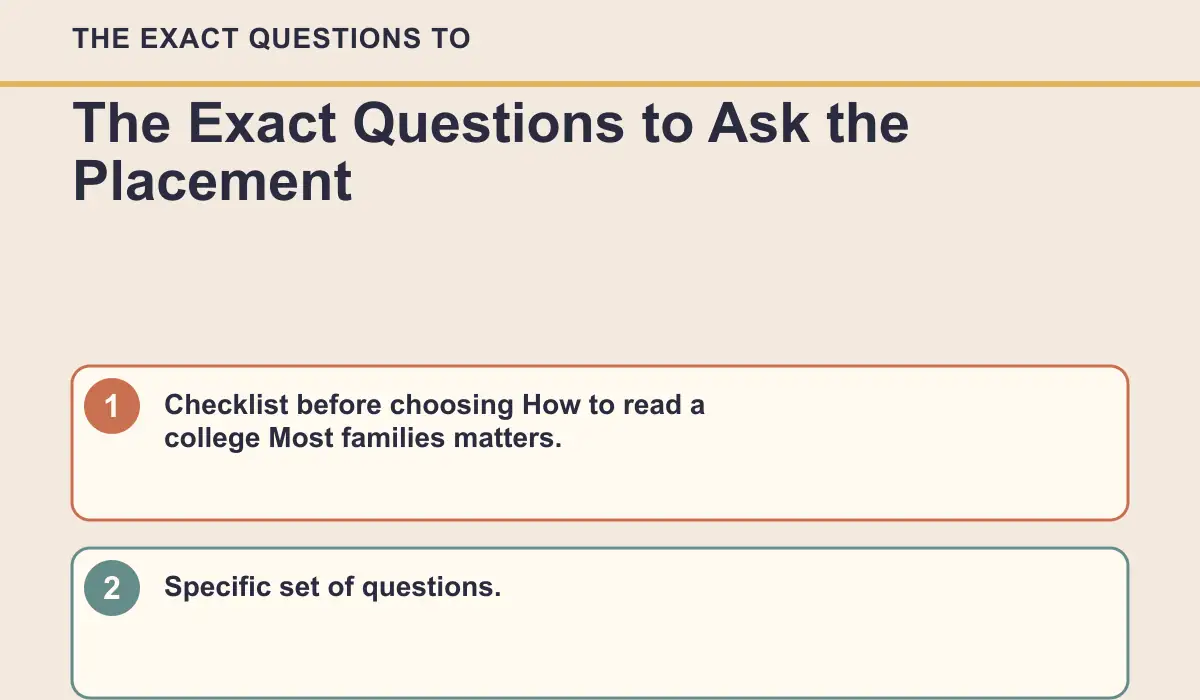 THE EXACT QUESTIONS TO
The Exact Questions to Ask the
Placement
1
Checklist before choosing How to read a
college Most families matters.
2
Specific set of questions.